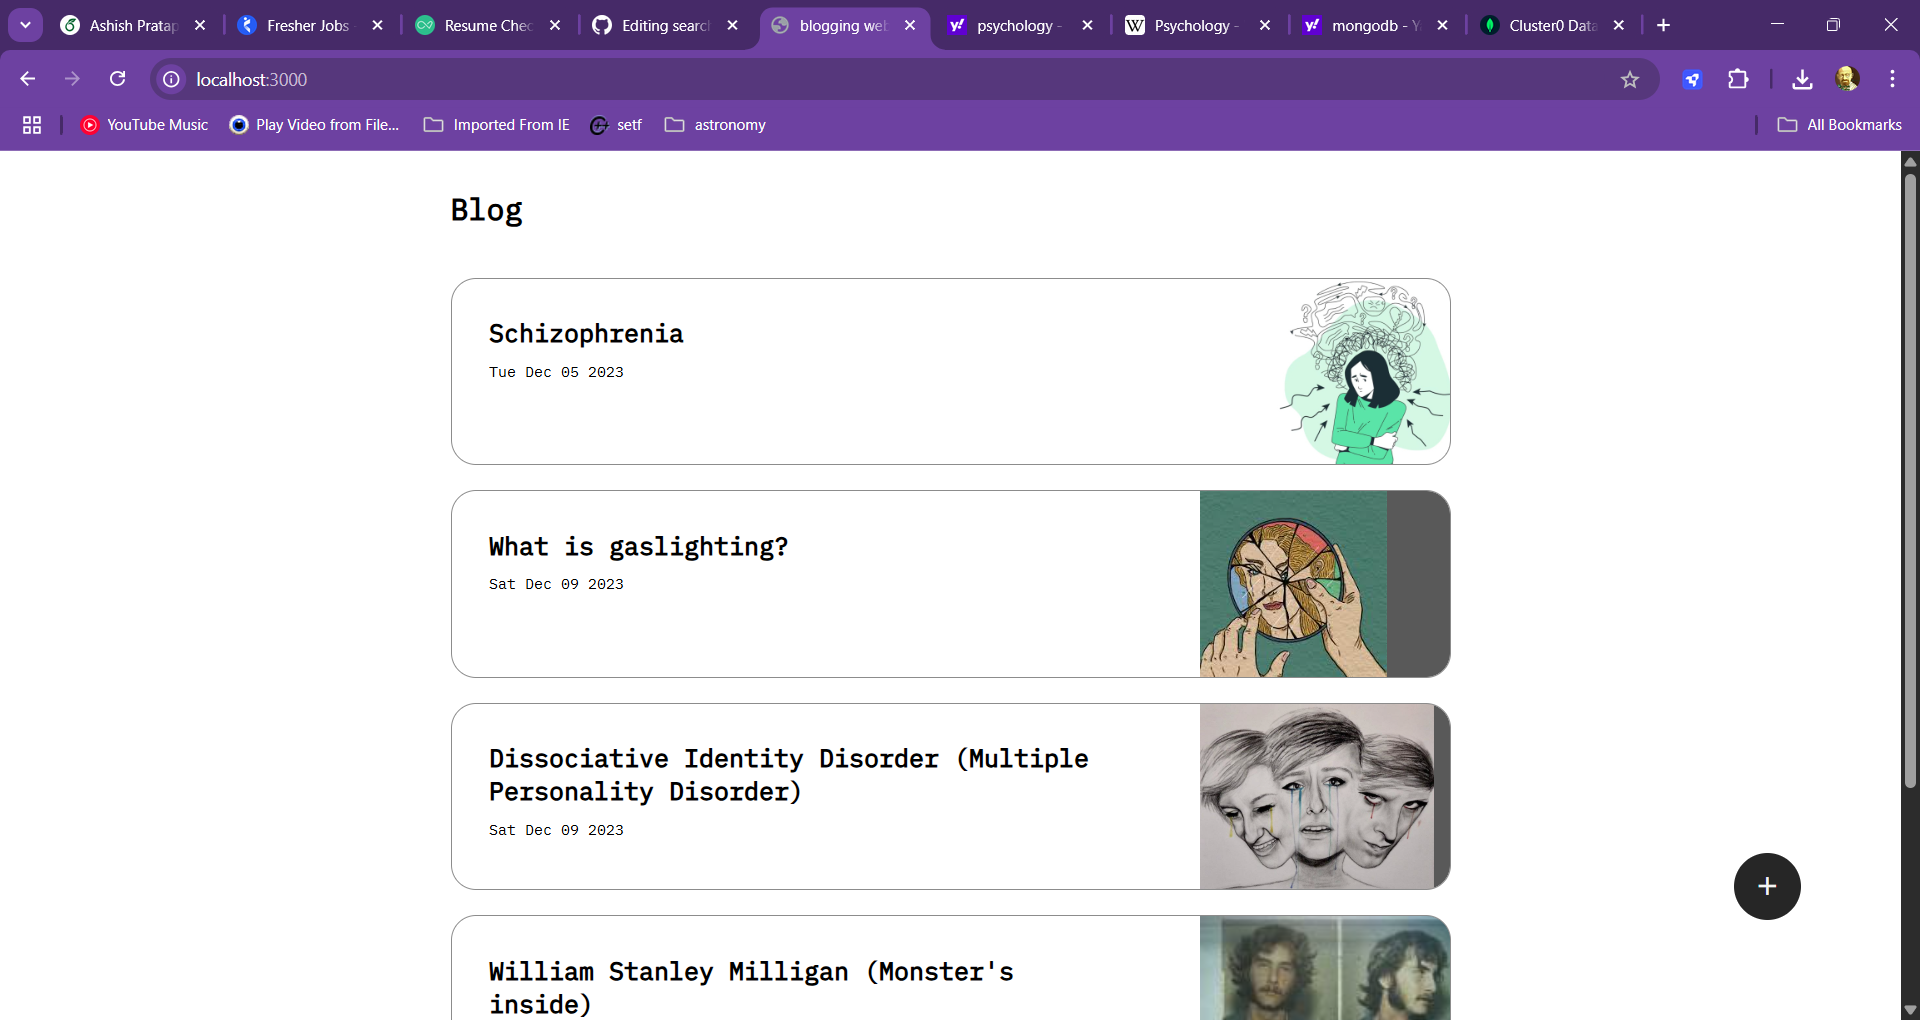 Ashish Pratap
Fresher Jobs -
Resume Chec
Editing searc
blogging web
psychology -
Psychology -
mongodb - Y
Cluster0 Data
localhost:3000
YouTube Music
Play Video from File...
Imported From IE
setf
astronomy
All Bookmarks
Blog
Schizophrenia
Tue Dec 05 2023
What is gaslighting?
Sat Dec 09 2023
Dissociative Identity Disorder (Multiple
Personality Disorder)
Sat Dec 09 2023
William Stanley Milligan (Monster's
inside)